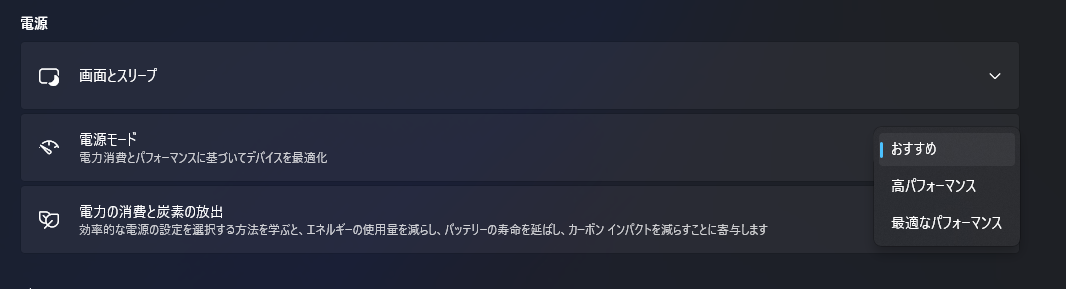 電源
画面とスリープ
電源モード
電力消費とパフォーマンスに基づいてデバイスを最適化
おすすめ
高パフォーマンス
最適なパフォーマンス
電力の消費と炭素の放出
効率的な電源の設定を選択する方法を学ぶと、エネルギーの使用量を減らし、バッテリーの寿命を延ばし、カーボン インパクトを減らすことに寄与します